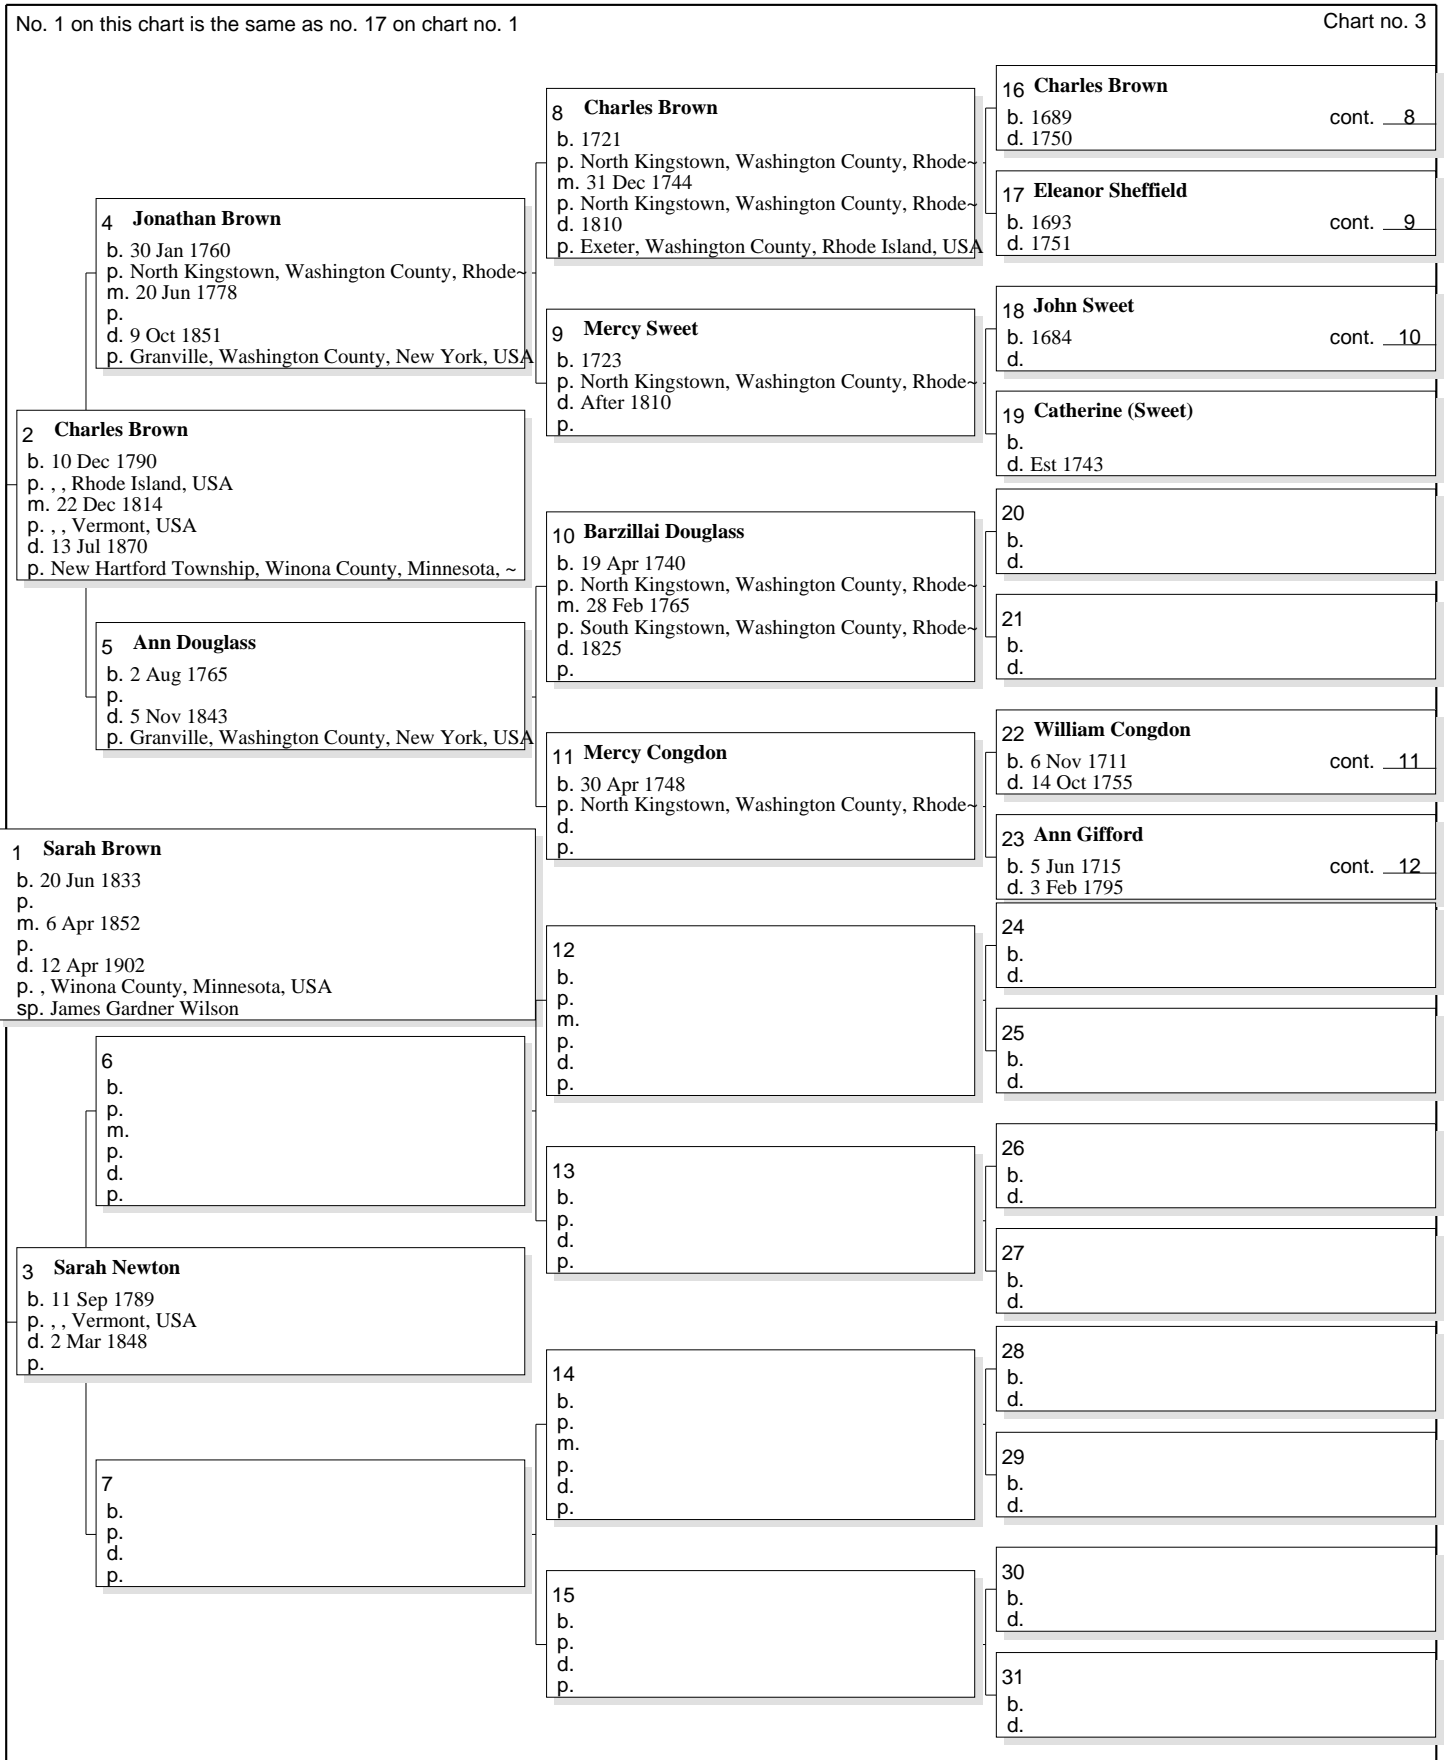 No. 1 on this chart is the same as no. 17 on chart no. 1
Chart no. 3
16 Charles Brown
b. 1689 cont. 8
d. 1750
8 Charles Brown
b. 1721
p. North Kingstown, Washington County, Rhode~
m. 31 Dec 1744
p. North Kingstown, Washington County, Rhode~
d. 1810
p. Exeter, Washington County, Rhode Island, USA
17 Eleanor Sheffield
b. 1693 cont. 9
d. 1751
4 Jonathan Brown
b. 30 Jan 1760
p. North Kingstown, Washington County, Rhode~
m. 20 Jun 1778
p.
d. 9 Oct 1851
p. Granville, Washington County, New York, USA
18 John Sweet
b. 1684 cont. 10
d.
9 Mercy Sweet
b. 1723
p. North Kingstown, Washington County, Rhode~
d. After 1810
p.
19 Catherine (Sweet)
b.
d. Est 1743
2 Charles Brown
b. 10 Dec 1790
p. , , Rhode Island, USA
m. 22 Dec 1814
p. , , Vermont, USA
d. 13 Jul 1870
p. New Hartford Township, Winona County, Minnesota, ~
20
b.
d.
10 Barzillai Douglass
b. 19 Apr 1740
p. North Kingstown, Washington County, Rhode~
m. 28 Feb 1765
p. South Kingstown, Washington County, Rhode~
d. 1825
p.
21
b.
d.
5 Ann Douglass
b. 2 Aug 1765
p.
d. 5 Nov 1843
p. Granville, Washington County, New York, USA
22 William Congdon
b. 6 Nov 1711 cont. 11
d. 14 Oct 1755
11 Mercy Congdon
b. 30 Apr 1748
p. North Kingstown, Washington County, Rhode~
d.
p.
23 Ann Gifford
b. 5 Jun 1715 cont. 12
d. 3 Feb 1795
1 Sarah Brown
b. 20 Jun 1833
p.
m. 6 Apr 1852
p.
d. 12 Apr 1902
p. , Winona County, Minnesota, USA
sp. James Gardner Wilson
24
b.
d.
12
b.
p.
m.
p.
d.
p.
25
b.
d.
6
b.
p.
m.
p.
d.
p.
26
b.
d.
13
b.
p.
d.
p.
27
b.
d.
3 Sarah Newton
b. 11 Sep 1789
p. , , Vermont, USA
d. 2 Mar 1848
p.
28
b.
d.
14
b.
p.
m.
p.
d.
p.
29
b.
d.
7
b.
p.
d.
p.
30
b.
d.
15
b.
p.
d.
p.
31
b.
d.